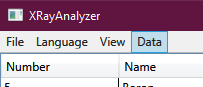 XRayAnalyzer
File Language View Data
Number Name